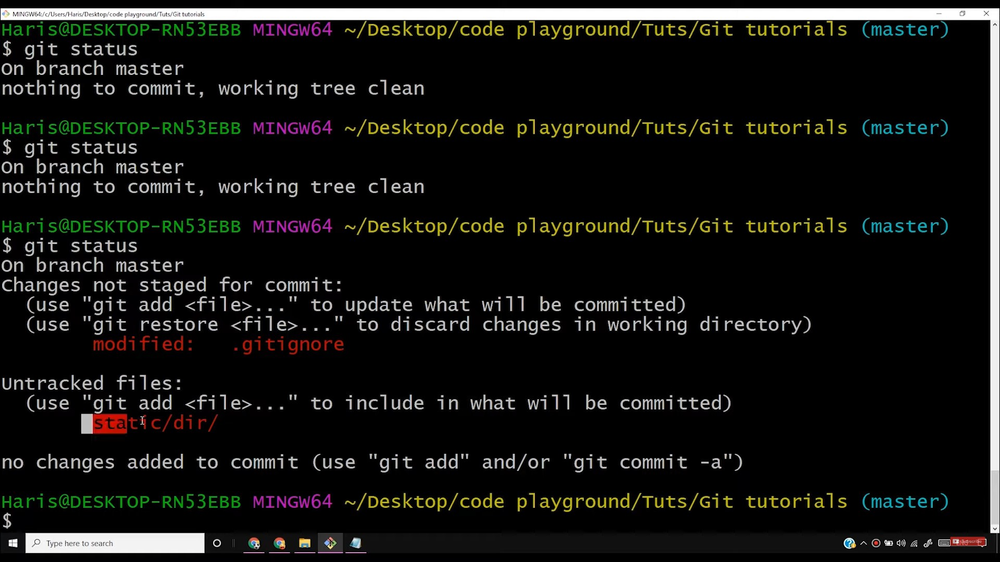 MINGW64:/c/Users/Haris/Desktop/code playground/Tuts/Git tutorials
Haris@DESKTOP-RN53EBB MINGW64 ~/Desktop/code playground/Tuts/Git tutorials (master)
$ git status
On branch master
nothing to commit, working tree clean
Haris@DESKTOP-RN53EBB MINGW64 ~/Desktop/code playground/Tuts/Git tutorials (master)
$ git status
On branch master
nothing to commit, working tree clean
Haris@DESKTOP-RN53EBB MINGW64 ~/Desktop/code playground/Tuts/Git tutorials (master)
$ git status
On branch master
Changes not staged for commit:
(use "git add <file>..." to update what will be committed)
(use "git restore <file>..." to discard changes in working directory)
modified: .gitignore
Untracked files:
(use "git add <file>..." to include in what will be committed)
static/dir/
no changes added to commit (use "git add" and/or "git commit -a")
Haris@DESKTOP-RN53EBB MINGW64 ~/Desktop/code playground/Tuts/Git tutorials (master)
$
Type here to search
Subscribe